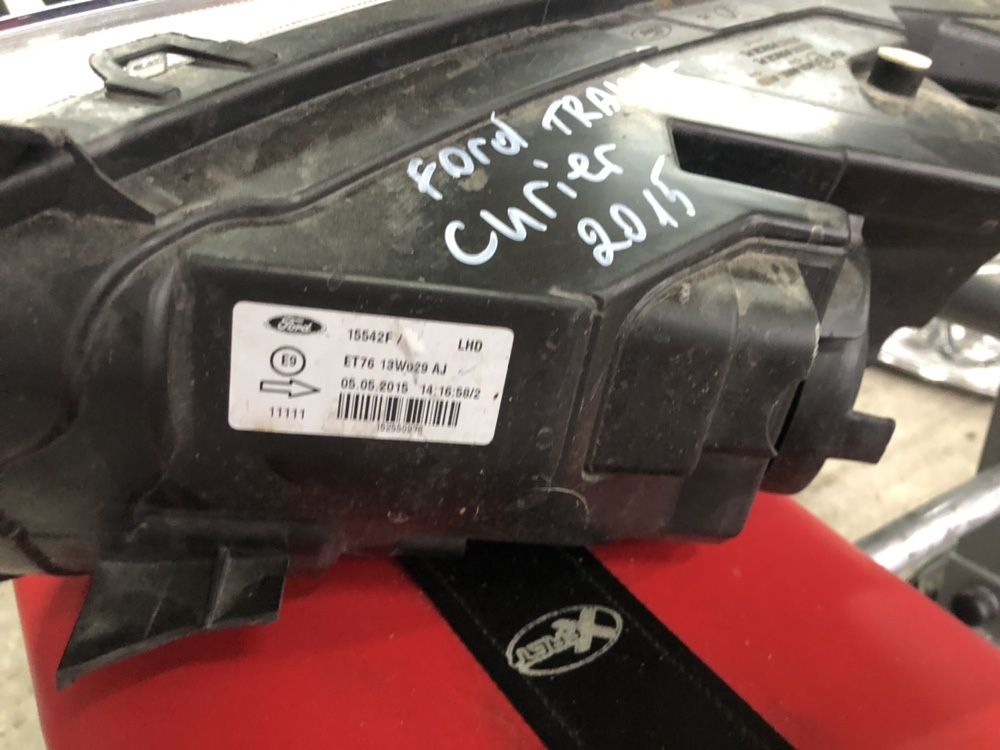 Ford TRAN
Curier
2015
Ford
15542F /
LHD
E9
ET76 13W029 AJ
05.05.2015 14:16:58/2
11111
XPRIST